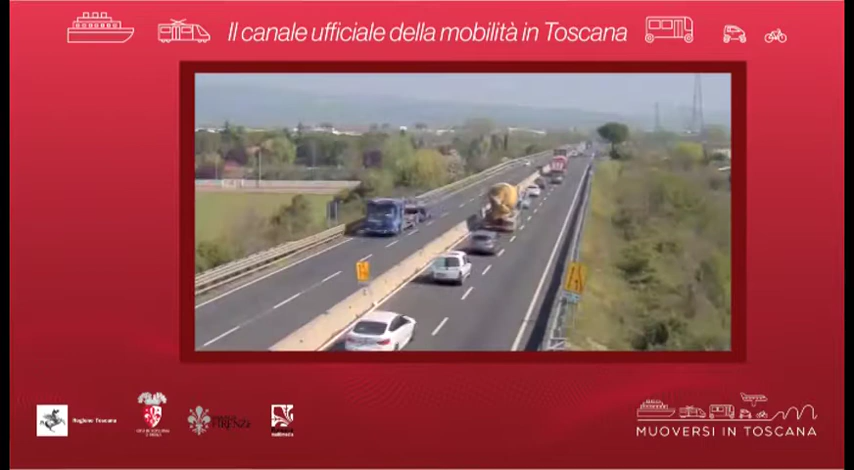 Il canale ufficiale della mobilità in Toscana
Regione Toscana
MUOVERSI IN TOSCANA